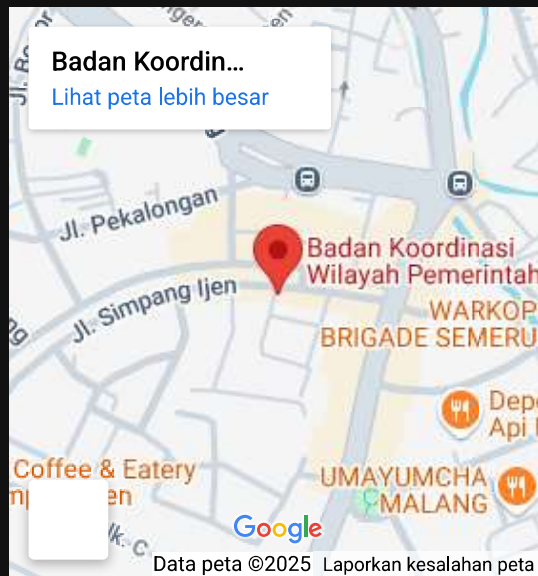 Badan Koordin...
Lihat peta lebih besar
Jl. Pekalongan
Badan Koordinasi
Wilayah Pemerintah
Jl. Simpang Ijen
WARKOP
BRIGADE SEMERU
Depo
Api
Coffee & Eatery
en
UMAYUMCHA
MALANG
Google
Data peta ©2025 Laporkan kesalahan peta